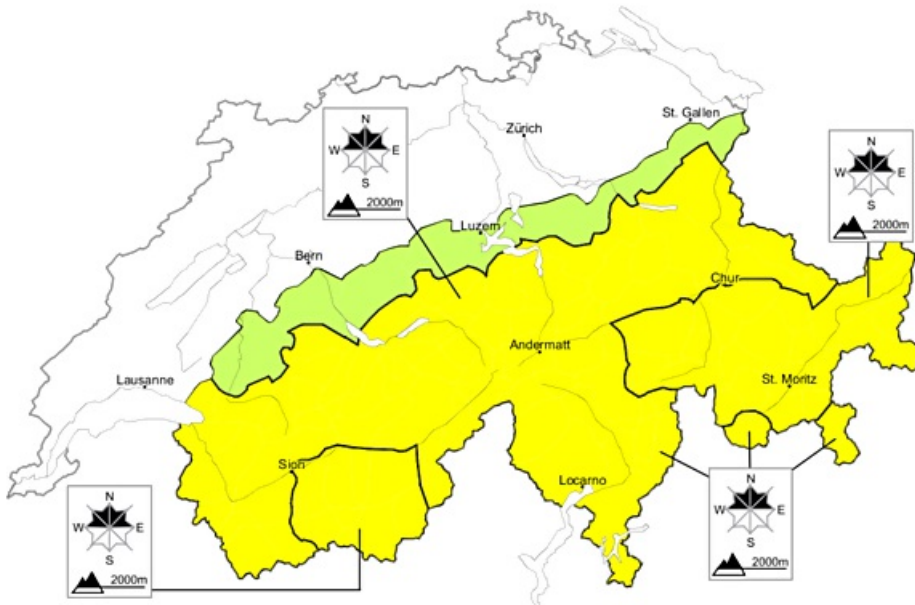 St. Gallen
Zürich
N
W E
S
2000m
N
W E
S
2000m
Luzern
Bern
Chur
Andermatt
Lausanne
St. Moritz
Sion
Locarno
N
W E
S
2000m
N
W E
S
2000m